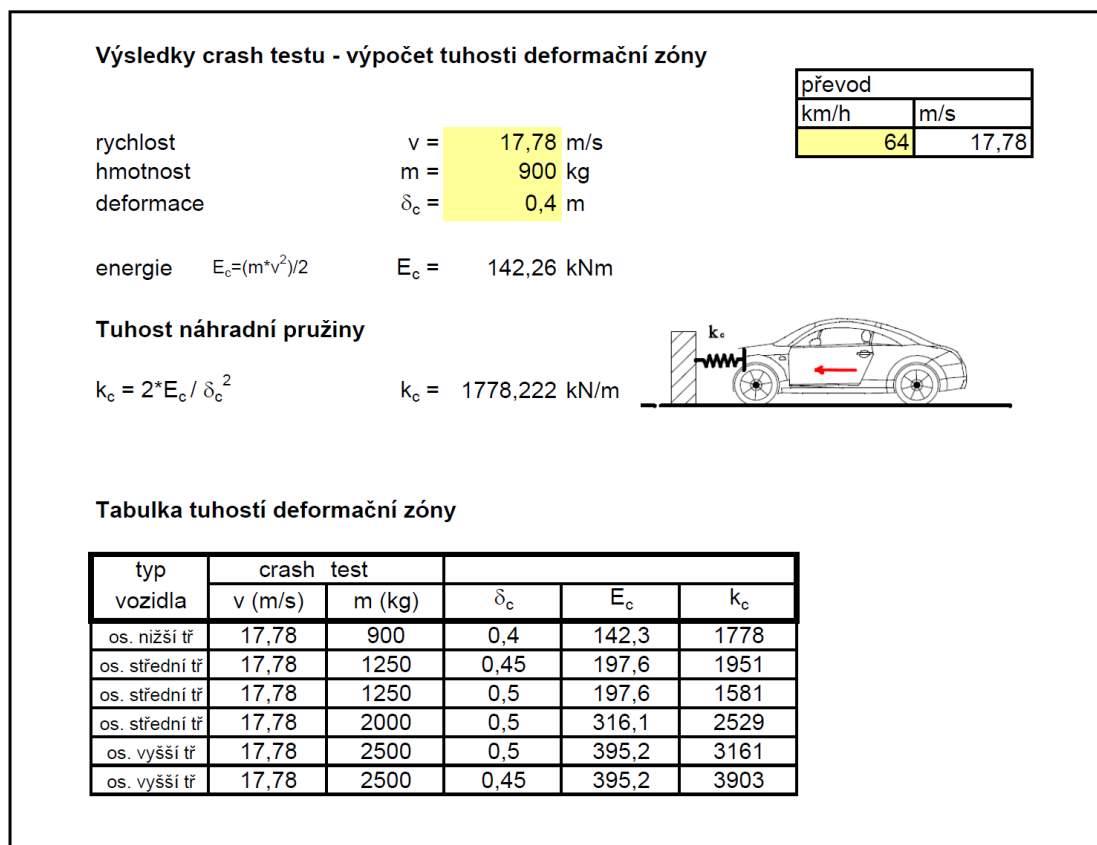 Výsledky crash testu - výpočet tuhosti deformační zóny
převod
km/h m/s
64 17,78
rychlost v = 17,78 m/s
hmotnost m = 900 kg
deformace δc = 0,4 m
energie Ec=(m*v²)/2 Ec = 142,26 kNm
Tuhost náhradní pružiny
kc
kc = 2*Ec / δc² kc = 1778,222 kN/m
Tabulka tuhostí deformační zóny
typ vozidla crash test
v (m/s) m (kg) δc Ec kc
os. nižší tř 17,78 900 0,4 142,3 1778
os. střední tř 17,78 1250 0,45 197,6 1951
os. střední tř 17,78 1250 0,5 197,6 1581
os. střední tř 17,78 2000 0,5 316,1 2529
os. vyšší tř 17,78 2500 0,5 395,2 3161
os. vyšší tř 17,78 2500 0,45 395,2 3903